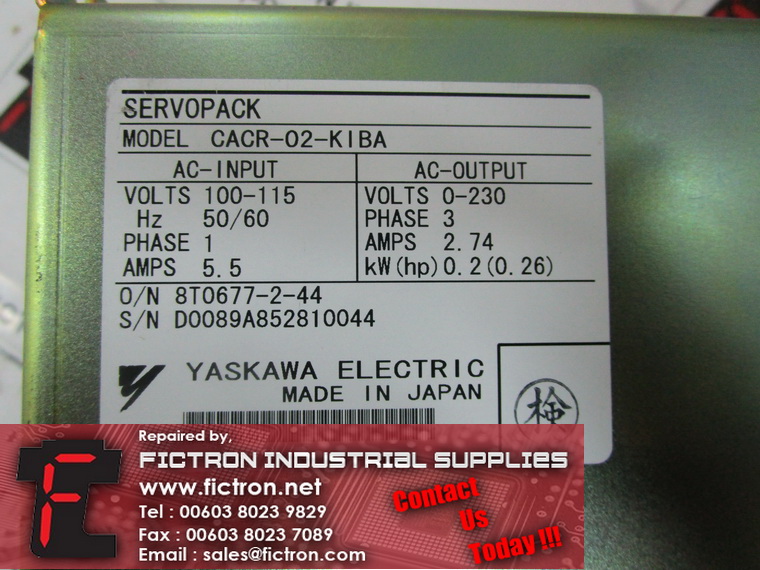 SERVOPACK
MODEL CACR-02-KIBA
AC-INPUT AC-OUTPUT
VOLTS 100-115 VOLTS 0-230
Hz 50/60 PHASE 3
PHASE 1 AMPS 2.74
AMPS 5.5 kW(hp) 0.2(0.26)
O/N 8T0677-2-44
S/N D0089A852810044
YASKAWA ELECTRIC
MADE IN JAPAN
検
Repaired by,
FICTRON INDUSTRIAL SUPPLIES
www.fictron.net
Tel : 00603 8023 9829
Fax : 00603 8023 7089
Email : sales@fictron.com
Contact
Us
Today !!!